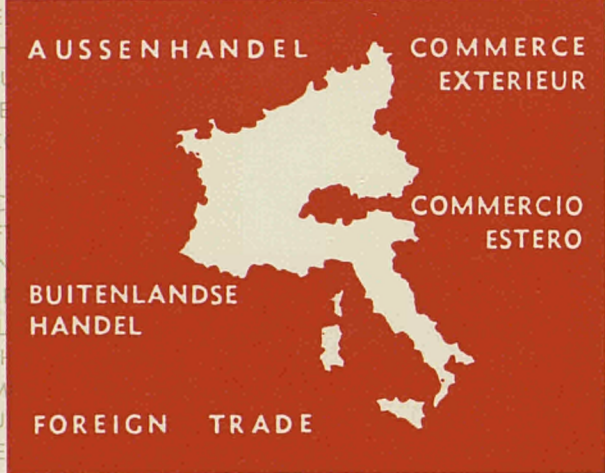 AUSSENHANDEL
COMMERCE
EXTERIEUR
COMMERCIO
ESTERO
BUITENLANDSE
HANDEL
FOREIGN TRADE